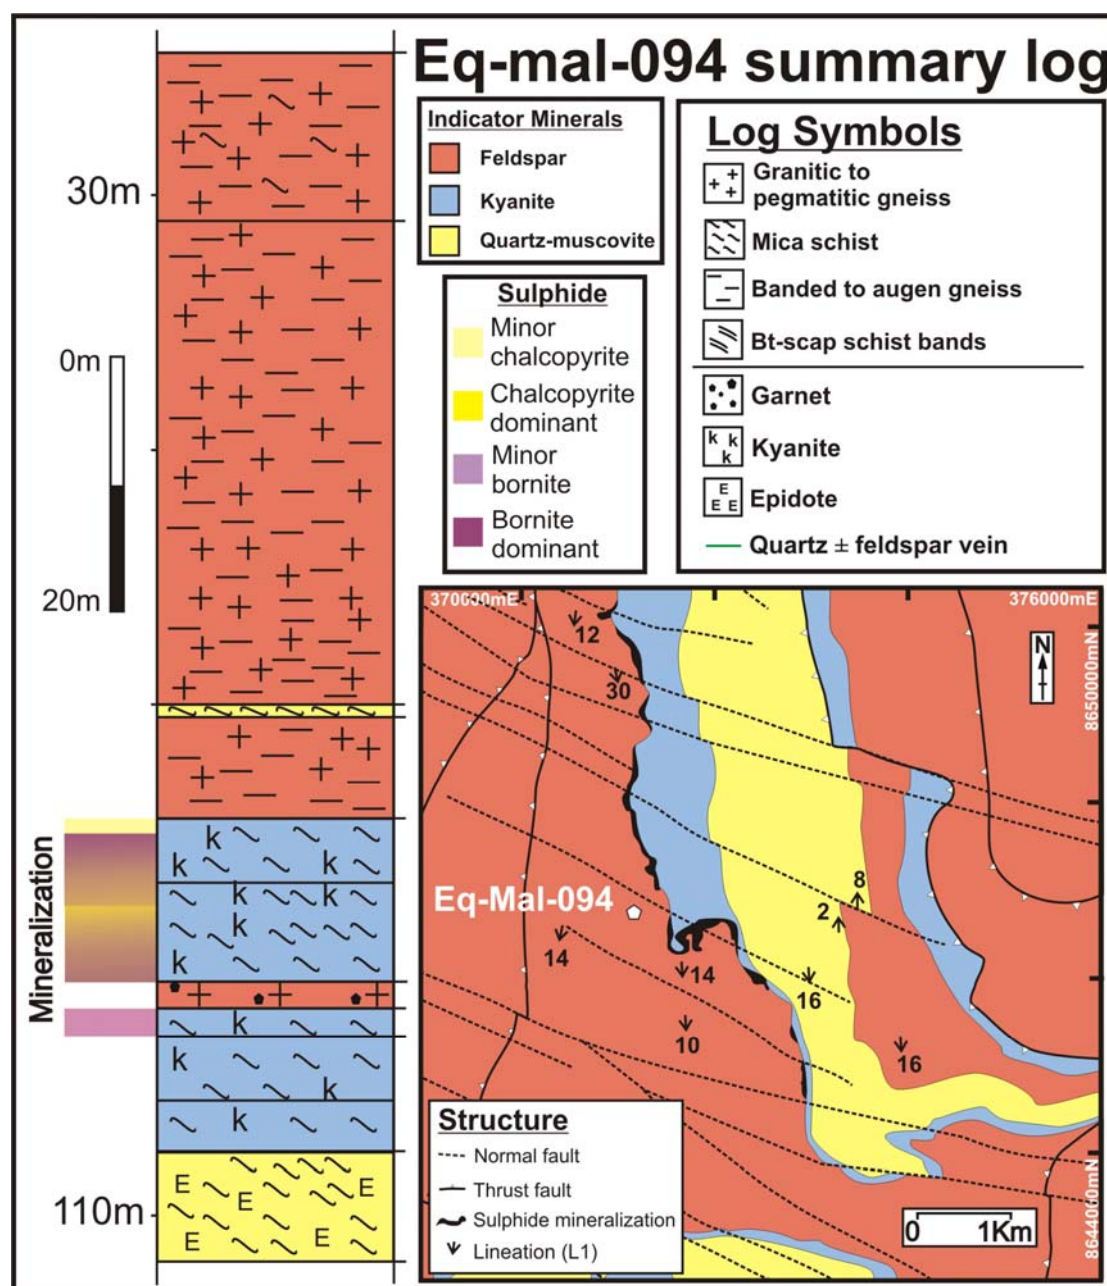 Eq-mal-094 summary log
Indicator Minerals
Feldspar
Kyanite
Quartz-muscovite
Sulphide
Minor
chalcopyrite
Chalcopyrite
dominant
Minor
bornite
Bornite
dominant
Log Symbols
+ + +
Granitic to
pegmatitic gneiss
Mica schist
Banded to augen gneiss
Bt-scap schist bands
Garnet
k k k
Kyanite
E E E
Epidote
Quartz ± feldspar vein
30m
0m
20m
110m
Mineralization
k
k k
k k k
k
k
k
k
k
k
E E
E
E E
370000mE
376000mE
N
8650000mN
8644000mN
12
30
8
2
Eq-Mal-094
14
14
16
10
16
Structure
Normal fault
Thrust fault
Sulphide mineralization
Lineation (L1)
0 1Km